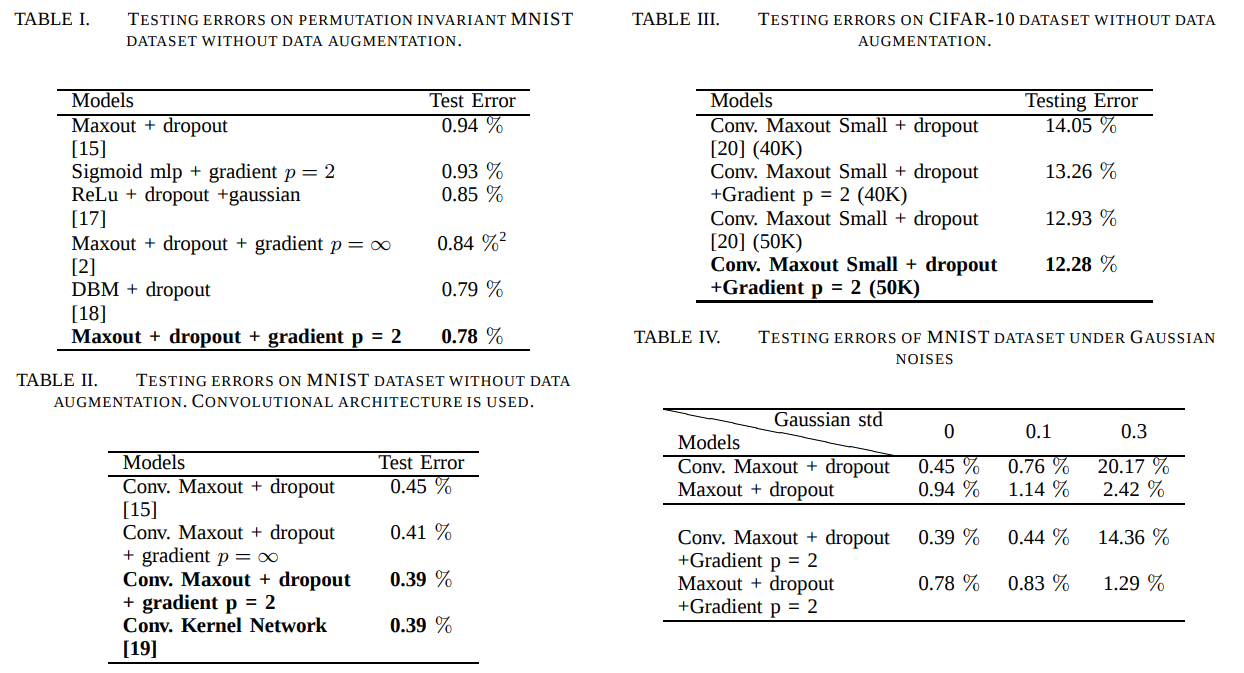 TABLE I. TESTING ERRORS ON PERMUTATION INVARIANT MNIST
DATASET WITHOUT DATA AUGMENTATION.
Models Test Error
Maxout + dropout 0.94 %
[15]
Sigmoid mlp + gradient p = 2 0.93 %
ReLu + dropout +gaussian 0.85 %
[17]
Maxout + dropout + gradient p = ∞ 0.84 %²
[2]
DBM + dropout 0.79 %
[18]
Maxout + dropout + gradient p = 2 0.78 %
TABLE II. TESTING ERRORS ON MNIST DATASET WITHOUT DATA
AUGMENTATION. CONVOLUTIONAL ARCHITECTURE IS USED.
Models Test Error
Conv. Maxout + dropout 0.45 %
[15]
Conv. Maxout + dropout 0.41 %
+ gradient p = ∞
Conv. Maxout + dropout 0.39 %
+ gradient p = 2
Conv. Kernel Network 0.39 %
[19]
TABLE III. TESTING ERRORS ON CIFAR-10 DATASET WITHOUT DATA
AUGMENTATION.
Models Testing Error
Conv. Maxout Small + dropout 14.05 %
[20] (40K)
Conv. Maxout Small + dropout 13.26 %
+Gradient p = 2 (40K)
Conv. Maxout Small + dropout 12.93 %
[20] (50K)
Conv. Maxout Small + dropout 12.28 %
+Gradient p = 2 (50K)
TABLE IV. TESTING ERRORS OF MNIST DATASET UNDER GAUSSIAN
NOISES
Gaussian std 0 0.1 0.3
Models
Conv. Maxout + dropout 0.45 % 0.76 % 20.17 %
Maxout + dropout 0.94 % 1.14 % 2.42 %
Conv. Maxout + dropout 0.39 % 0.44 % 14.36 %
+Gradient p = 2
Maxout + dropout 0.78 % 0.83 % 1.29 %
+Gradient p = 2